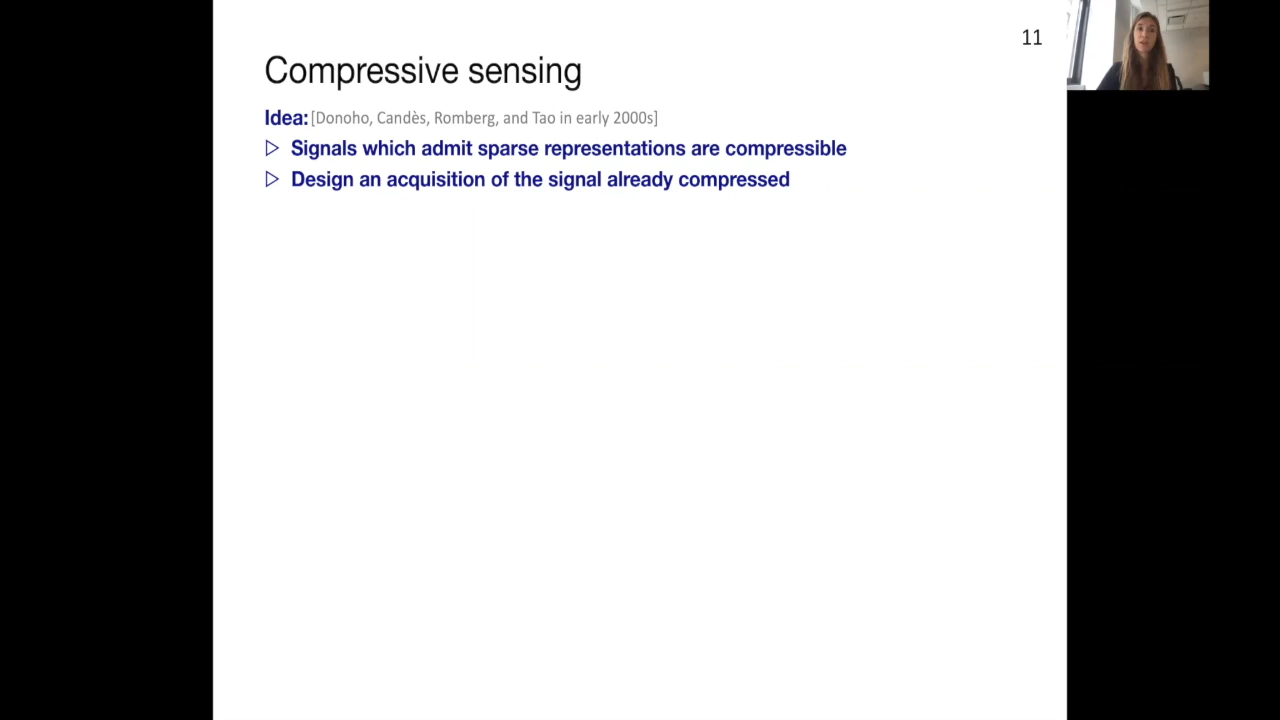 11
Compressive sensing
Idea: [Donoho, Candès, Romberg, and Tao in early 2000s]
▷ Signals which admit sparse representations are compressible
▷ Design an acquisition of the signal already compressed